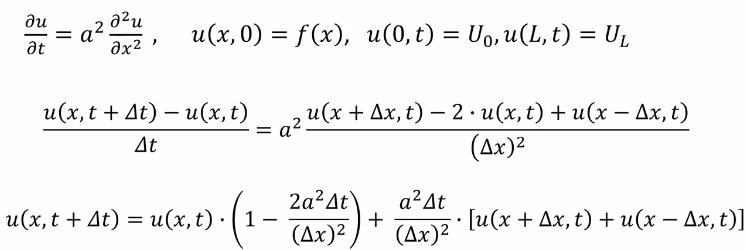 ∂u/∂t = a² ∂²u/∂x² , u(x, 0) = f(x), u(0, t) = U₀, u(L, t) = U_L
(u(x, t + Δt) − u(x, t))/Δt = a² (u(x + Δx, t) − 2 · u(x, t) + u(x − Δx, t))/(Δx)²
u(x, t + Δt) = u(x, t) · (1 − 2a²Δt/(Δx)²) + a²Δt/(Δx)² · [u(x + Δx, t) + u(x − Δx, t)]